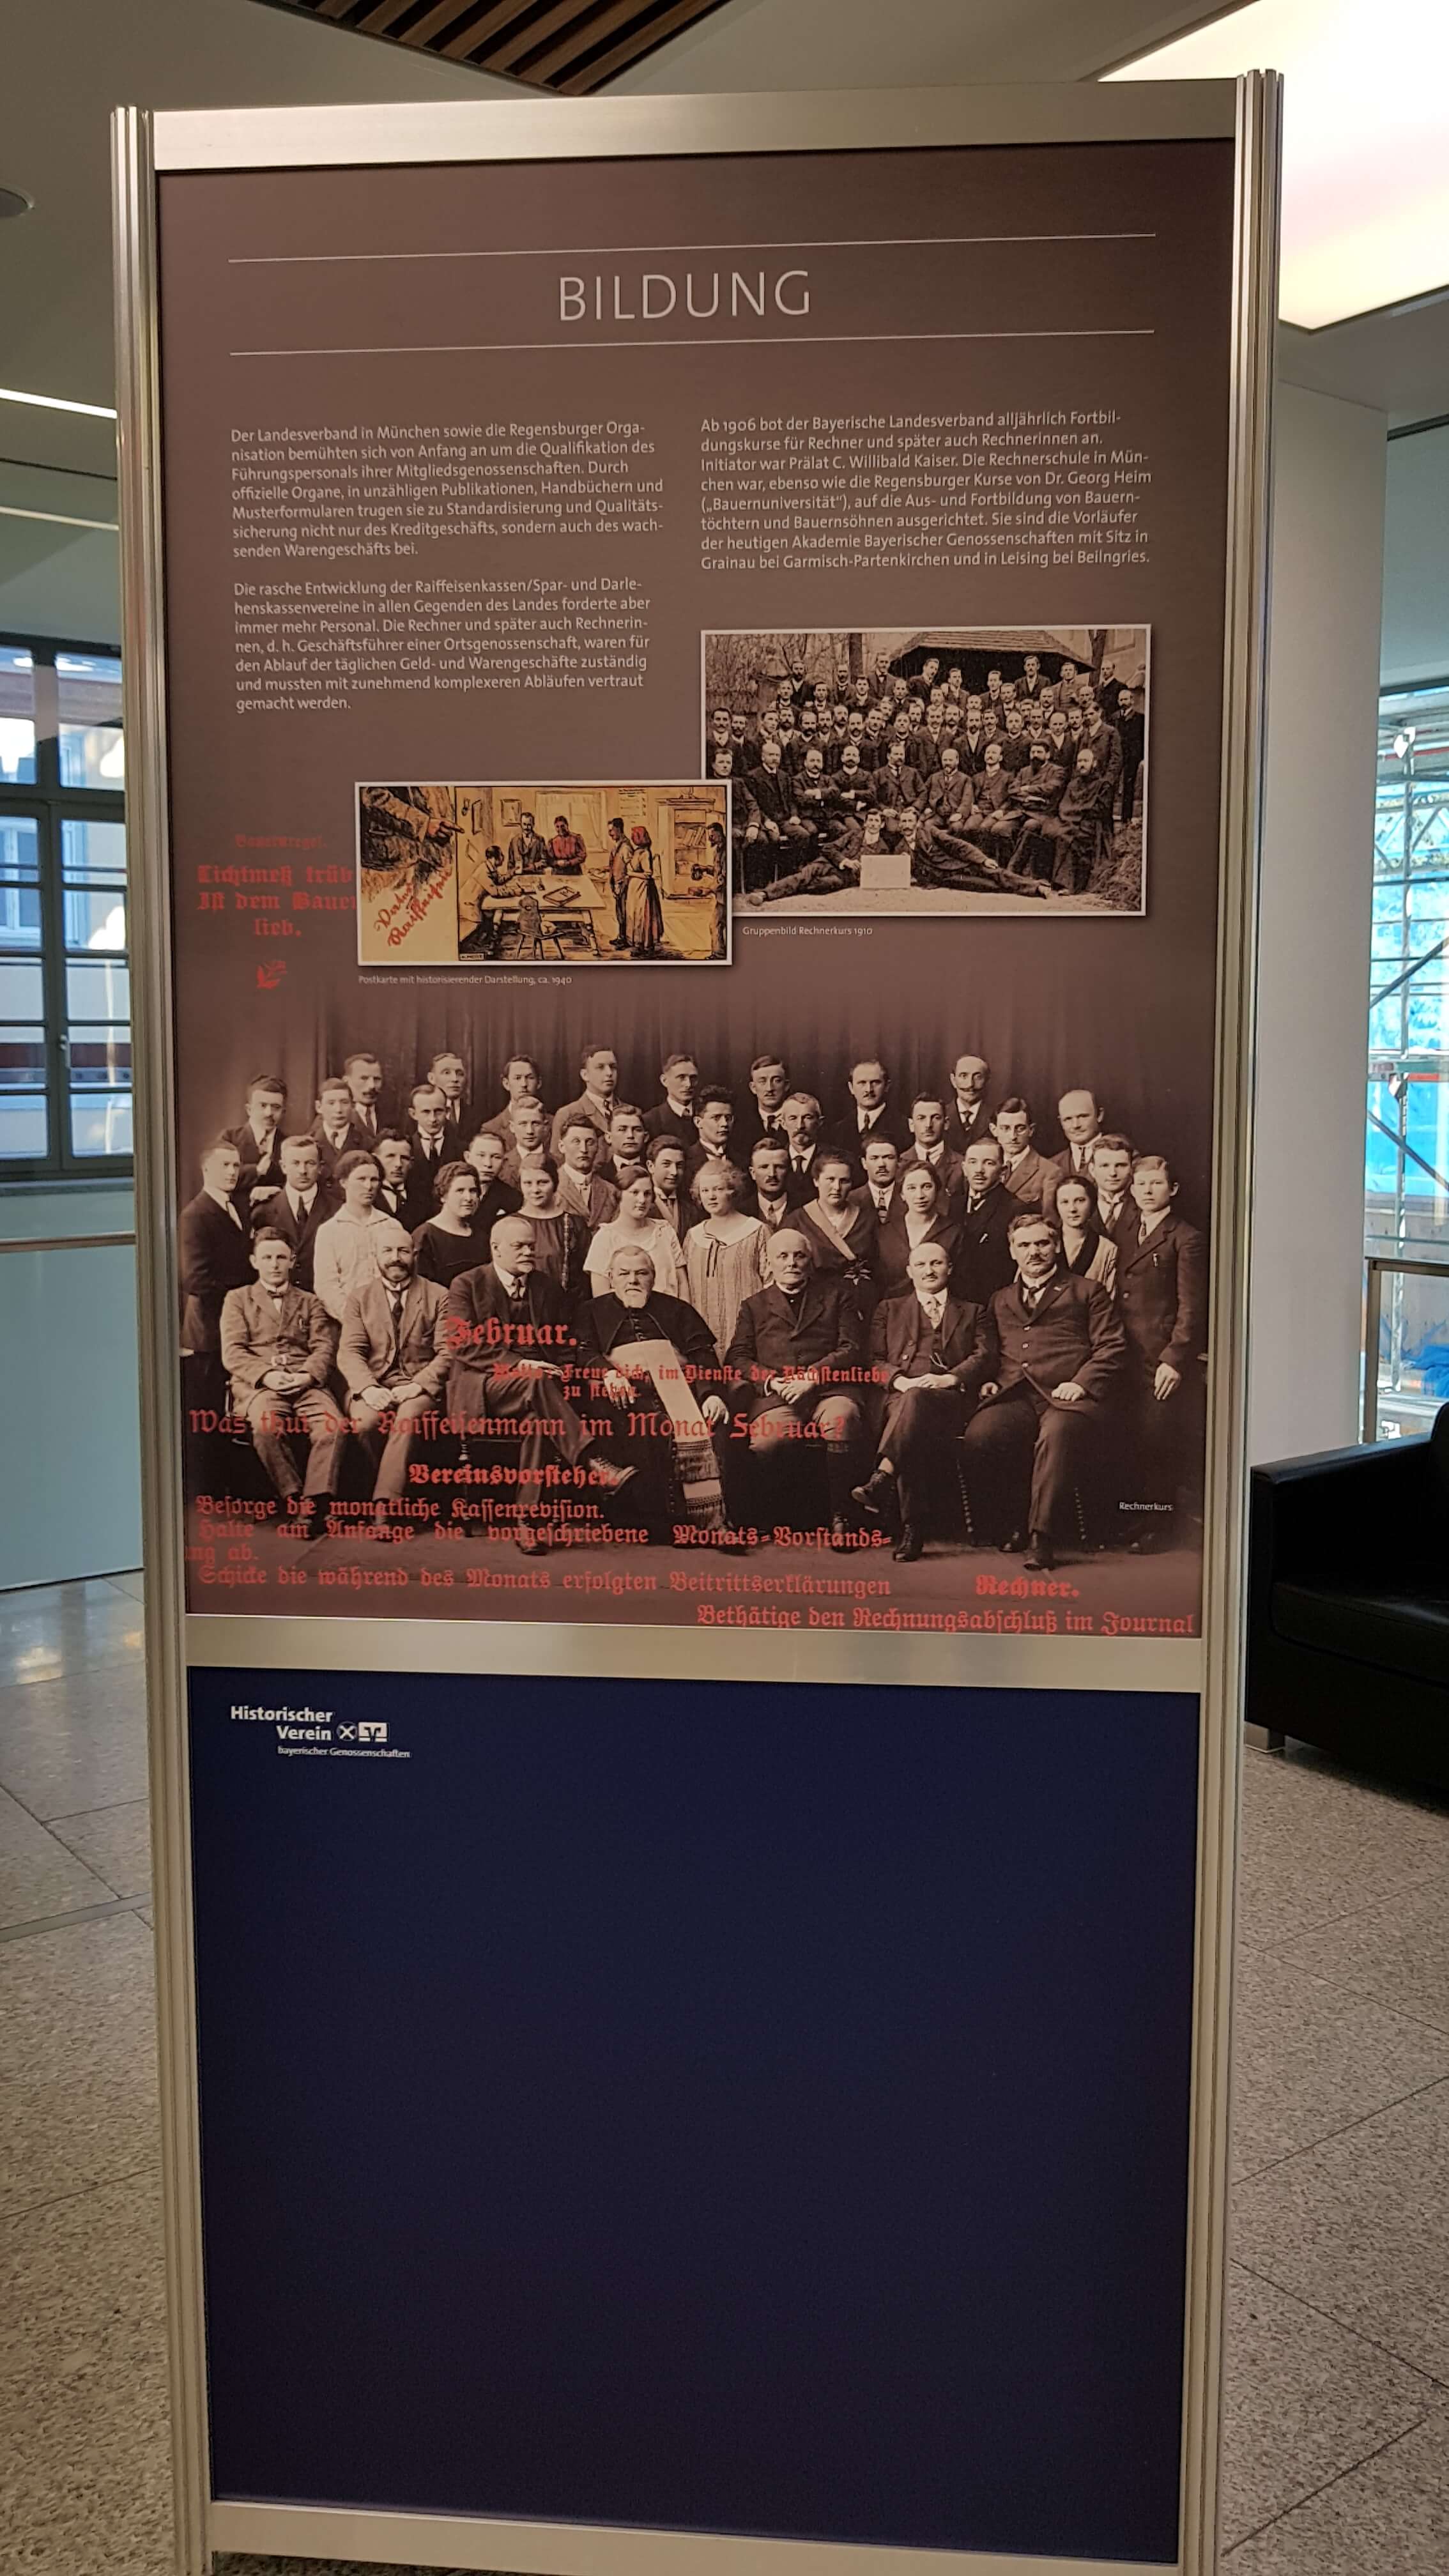 BILDUNG
Der Landesverband in München sowie die Regensburger Orga-
nisation bemühten sich von Anfang an um die Qualifikation des
Führungspersonals ihrer Mitgliedsgenossenschaften. Durch
offizielle Organe, in unzähligen Publikationen, Handbüchern und
Musterformularen trugen sie zu Standardisierung und Qualitäts-
sicherung nicht nur des Kreditgeschäfts, sondern auch des wach-
senden Warengeschäfts bei.
Die rasche Entwicklung der Raiffeisenkassen/Spar- und Darle-
henskassenvereine in allen Gegenden des Landes forderte aber
immer mehr Personal. Die Rechner und später auch Rechnerin-
nen, d. h. Geschäftsführer einer Ortsgenossenschaft, waren für
den Ablauf der täglichen Geld- und Warengeschäfte zuständig
und mussten mit zunehmend komplexeren Abläufen vertraut
gemacht werden.
Ab 1906 bot der Bayerische Landesverband alljährlich Fortbil-
dungskurse für Rechner und später auch Rechnerinnen an.
Initiator war Prälat C. Willibald Kaiser. Die Rechnerschule in Mün-
chen war, ebenso wie die Regensburger Kurse von Dr. Georg Heim
(„Bauernuniversität“), auf die Aus- und Fortbildung von Bauern-
töchtern und Bauernsöhnen ausgerichtet. Sie sind die Vorläufer
der heutigen Akademie Bayerischer Genossenschaften mit Sitz in
Grainau bei Garmisch-Partenkirchen und in Leising bei Beilngries.
Gruppenbild Rechnerkurs 1910
Bauernregel.
Lichtmeß trüb
Ist dem Bauer
lieb.
Postkarte mit historisierender Darstellung, ca. 1940
Februar.
Motto: Freue dich, im Dienste der Nächstenliebe
zu stehen.
Was thut der Raiffeisenmann im Monat Februar?
Vereinsvorsteher.
Besorge die monatliche Kassenrevision.
Halte am Anfange die vorgeschriebene Monats-Vorstands-
ng ab.
Schicke die während des Monats erfolgten Beitrittserklärungen
Rechner.
Bethätige den Rechnungsabschluß im Journal
Rechnerkurs
Historischer
Verein
bayerischer Genossenschaften